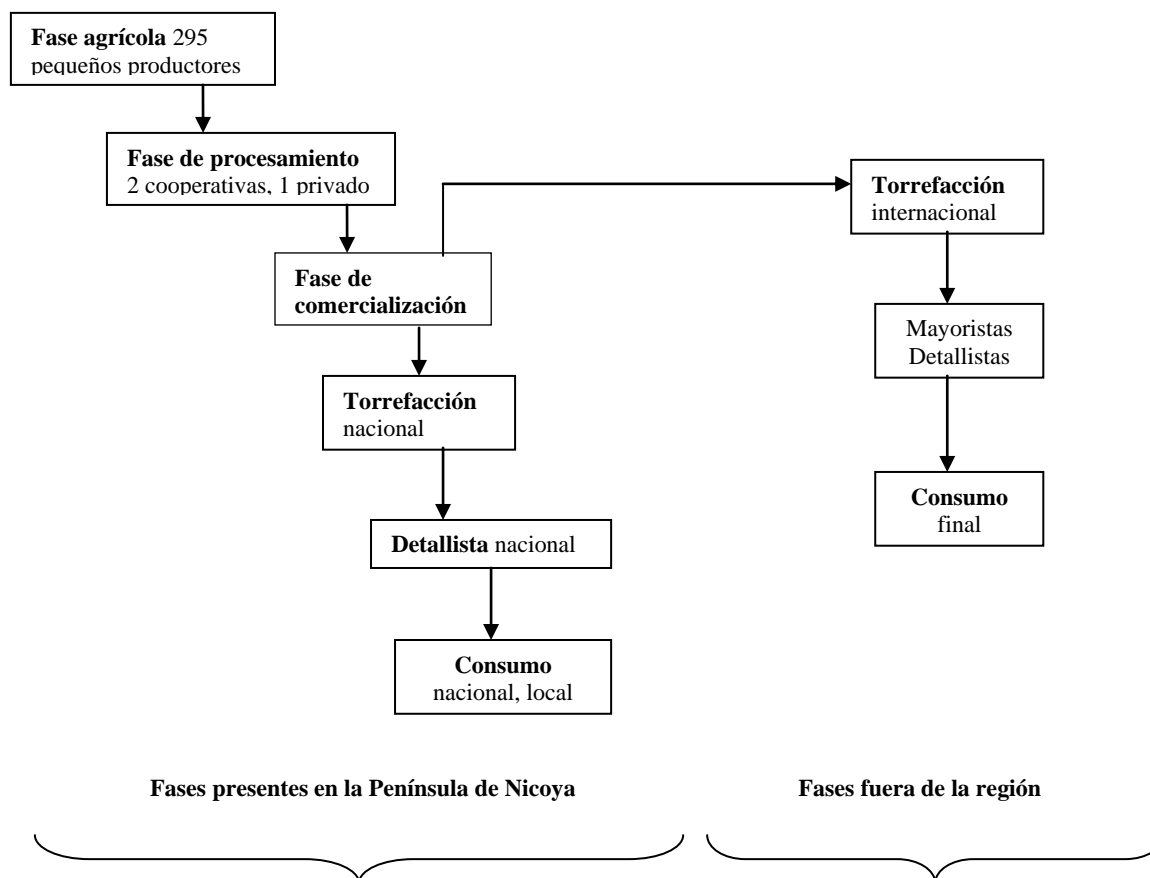 Fase agrícola 295
pequeños productores
Fase de procesamiento
2 cooperativas, 1 privado
Torrefacción
internacional
Fase de
comercialización
Mayoristas
Detallistas
Torrefacción
nacional
Consumo
final
Detallista nacional
Consumo
nacional, local
Fases presentes en la Península de Nicoya
Fases fuera de la región